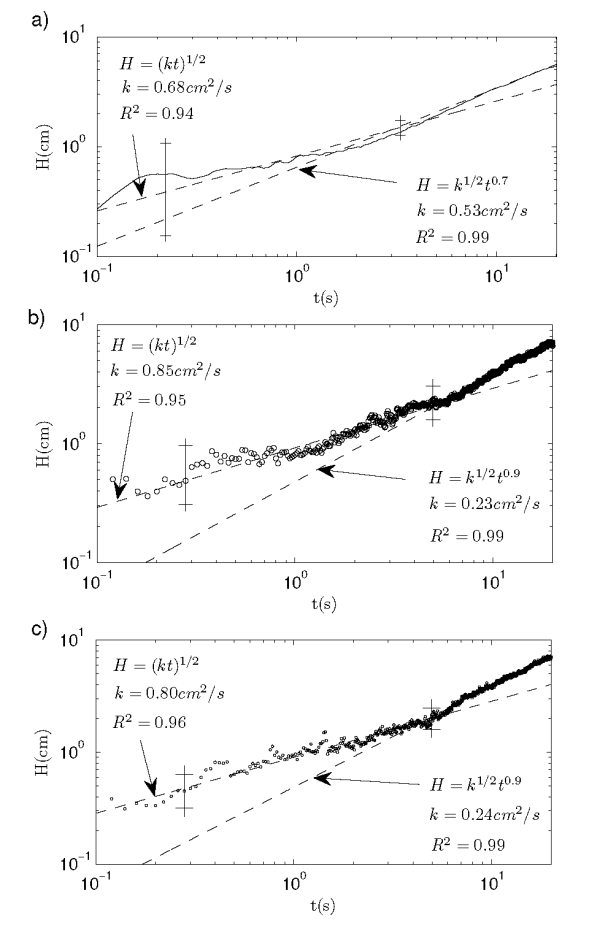 a)
10^1
H = (kt)^{1/2}
k = 0.68cm^2/s
R^2 = 0.94
H(cm)
10^0
H = k^{1/2}t^{0.7}
k = 0.53cm^2/s
R^2 = 0.99
10^{-1}
10^{-1} 10^0 10^1
t(s)
b)
10^1
H = (kt)^{1/2}
k = 0.85cm^2/s
R^2 = 0.95
H(cm)
10^0
H = k^{1/2}t^{0.9}
k = 0.23cm^2/s
R^2 = 0.99
10^{-1}
10^{-1} 10^0 10^1
t(s)
c)
10^1
H = (kt)^{1/2}
k = 0.80cm^2/s
R^2 = 0.96
H(cm)
10^0
H = k^{1/2}t^{0.9}
k = 0.24cm^2/s
R^2 = 0.99
10^{-1}
10^{-1} 10^0 10^1
t(s)